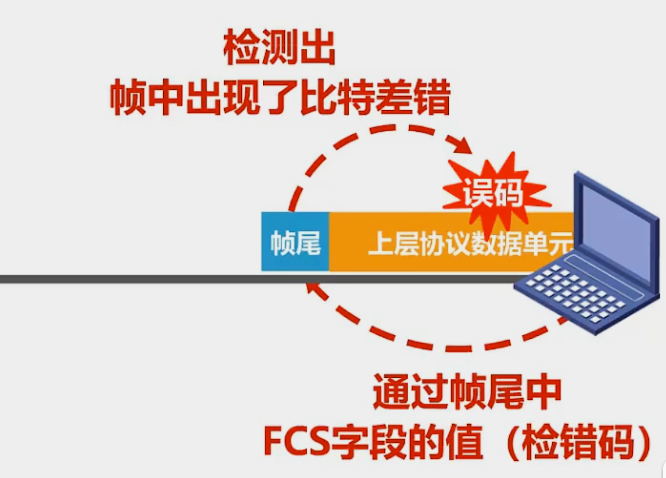 检测出
帧中出现了比特差错
误码
帧尾
上层协议数据单元
通过帧尾中
FCS字段的值（检错码）